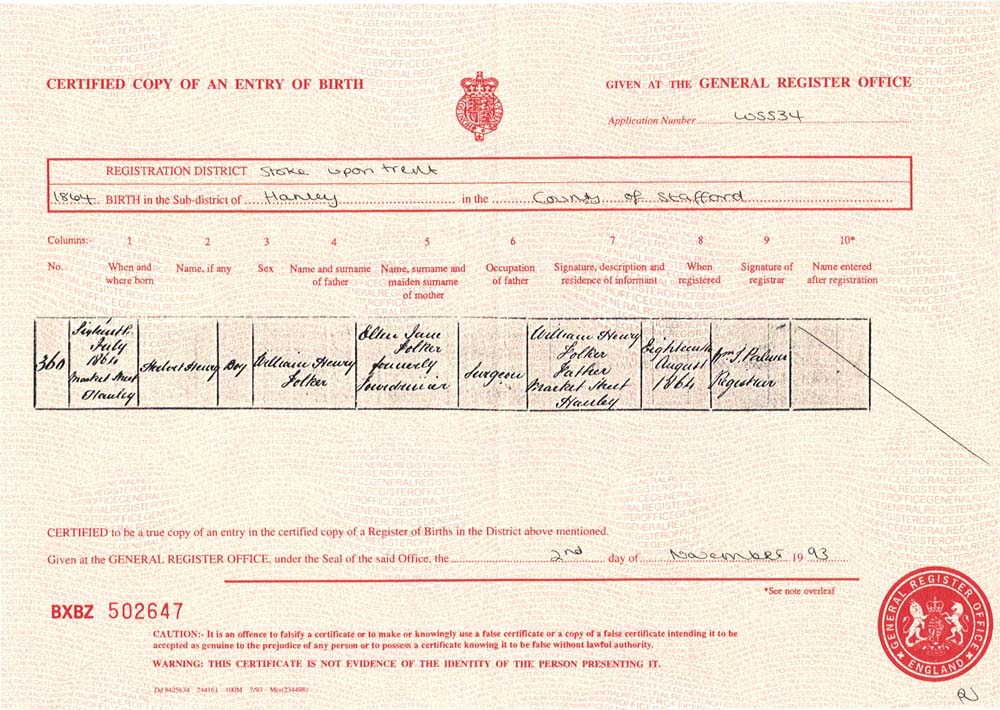 CERTIFIED COPY OF AN ENTRY OF BIRTH
GIVEN AT THE GENERAL REGISTER OFFICE
Application Number W5534
REGISTRATION DISTRICT Stoke upon Trent
1864 BIRTH in the Sub-district of Hanley in the County of Stafford
Columns:- 1 2 3 4 5 6 7 8 9 10*
No. When and where born Name, if any Sex Name and surname of father Name, surname and maiden surname of mother Occupation of father Signature, description and residence of informant When registered Signature of registrar Name entered after registration
360
July
1864
Market Street
Hanley
Henry
Boy
William Henry
Folker
Ellen Jane
Folker
formerly
Surgeon
William Henry
Folker
Father
Market Street
Hanley
Eighteenth
August
1864
Registrar
CERTIFIED to be a true copy of an entry in the certified copy of a Register of Births in the District above mentioned.
Given at the GENERAL REGISTER OFFICE, under the Seal of the said Office, the 2nd day of November 19 93
*See note overleaf
BXBZ 502647
CAUTION:- It is an offence to falsify a certificate or to make or knowingly use a false certificate or a copy of a false certificate intending it to be
accepted as genuine to the prejudice of any person or to possess a certificate knowing it to be false without lawful authority.
WARNING: THIS CERTIFICATE IS NOT EVIDENCE OF THE IDENTITY OF THE PERSON PRESENTING IT.
Dd 8425634 244161 100M 7/93 Mcr(234498)
GENERAL REGISTER OFFICE
ENGLAND